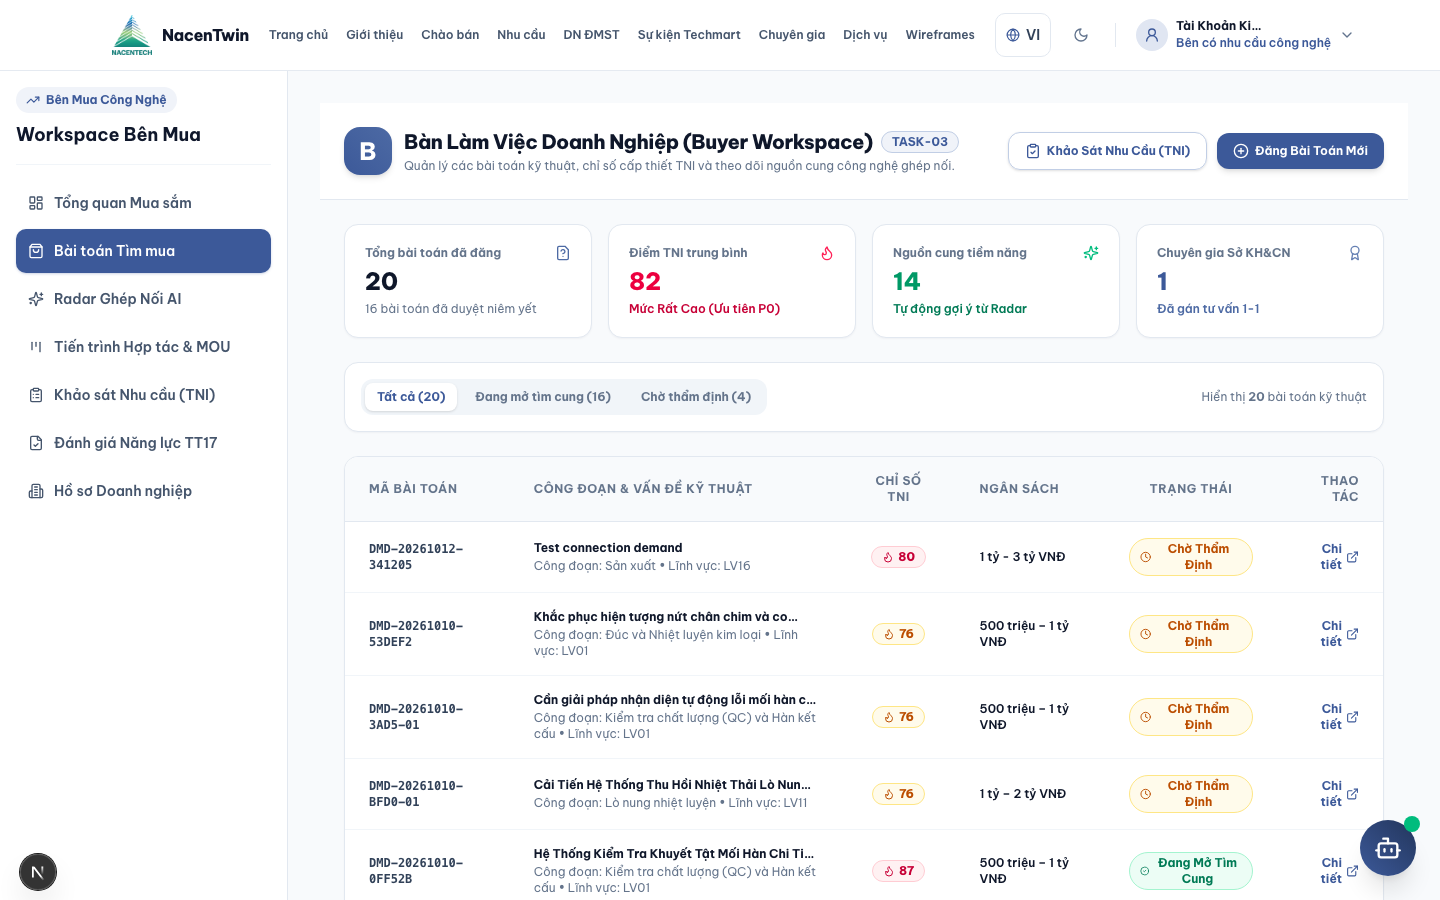 NACENTECH
NacenTwin
Trang chủ
Giới thiệu
Chào bán
Nhu cầu
DN ĐMST
Sự kiện Techmart
Chuyên gia
Dịch vụ
Wireframes
VI
Tài Khoản Ki...
Bên có nhu cầu công nghệ
Bên Mua Công Nghệ
Workspace Bên Mua
Tổng quan Mua sắm
Bài toán Tìm mua
Radar Ghép Nối AI
Tiến trình Hợp tác & MOU
Khảo sát Nhu cầu (TNI)
Đánh giá Năng lực TT17
Hồ sơ Doanh nghiệp
N
B
Bàn Làm Việc Doanh Nghiệp (Buyer Workspace)
TASK-03
Quản lý các bài toán kỹ thuật, chỉ số cấp thiết TNI và theo dõi nguồn cung công nghệ ghép nối.
Khảo Sát Nhu Cầu (TNI)
Đăng Bài Toán Mới
Tổng bài toán đã đăng
20
16 bài toán đã duyệt niêm yết
Điểm TNI trung bình
82
Mức Rất Cao (Ưu tiên P0)
Nguồn cung tiềm năng
14
Tự động gợi ý từ Radar
Chuyên gia Sở KH&CN
1
Đã gán tư vấn 1-1
Tất cả (20)
Đang mở tìm cung (16)
Chờ thẩm định (4)
Hiển thị 20 bài toán kỹ thuật
MÃ BÀI TOÁN
CÔNG ĐOẠN & VẤN ĐỀ KỸ THUẬT
CHỈ SỐ
TNI
NGÂN SÁCH
TRẠNG THÁI
THAO
TÁC
DMD-20261012-
341205
Test connection demand
Công đoạn: Sản xuất • Lĩnh vực: LV16
80
1 tỷ - 3 tỷ VNĐ
Chờ Thẩm
Định
Chi
tiết
DMD-20261010-
53DEF2
Khắc phục hiện tượng nứt chân chim và co...
Công đoạn: Đúc và Nhiệt luyện kim loại • Lĩnh
vực: LV01
76
500 triệu – 1 tỷ
VNĐ
Chờ Thẩm
Định
Chi
tiết
DMD-20261010-
3AD5-01
Cần giải pháp nhận diện tự động lỗi mối hàn c...
Công đoạn: Kiểm tra chất lượng (QC) và Hàn kết
cấu • Lĩnh vực: LV01
76
500 triệu – 1 tỷ
VNĐ
Chờ Thẩm
Định
Chi
tiết
DMD-20261010-
BFD0-01
Cải Tiến Hệ Thống Thu Hồi Nhiệt Thải Lò Nun...
Công đoạn: Lò nung nhiệt luyện • Lĩnh vực: LV11
76
1 tỷ – 2 tỷ VNĐ
Chờ Thẩm
Định
Chi
tiết
DMD-20261010-
0FF52B
Hệ Thống Kiểm Tra Khuyết Tật Mối Hàn Chi Ti...
Công đoạn: Kiểm tra chất lượng (QC) và Hàn kết
cấu • Lĩnh vực: LV01
87
500 triệu – 1 tỷ
VNĐ
Đang Mở Tìm
Cung
Chi
tiết